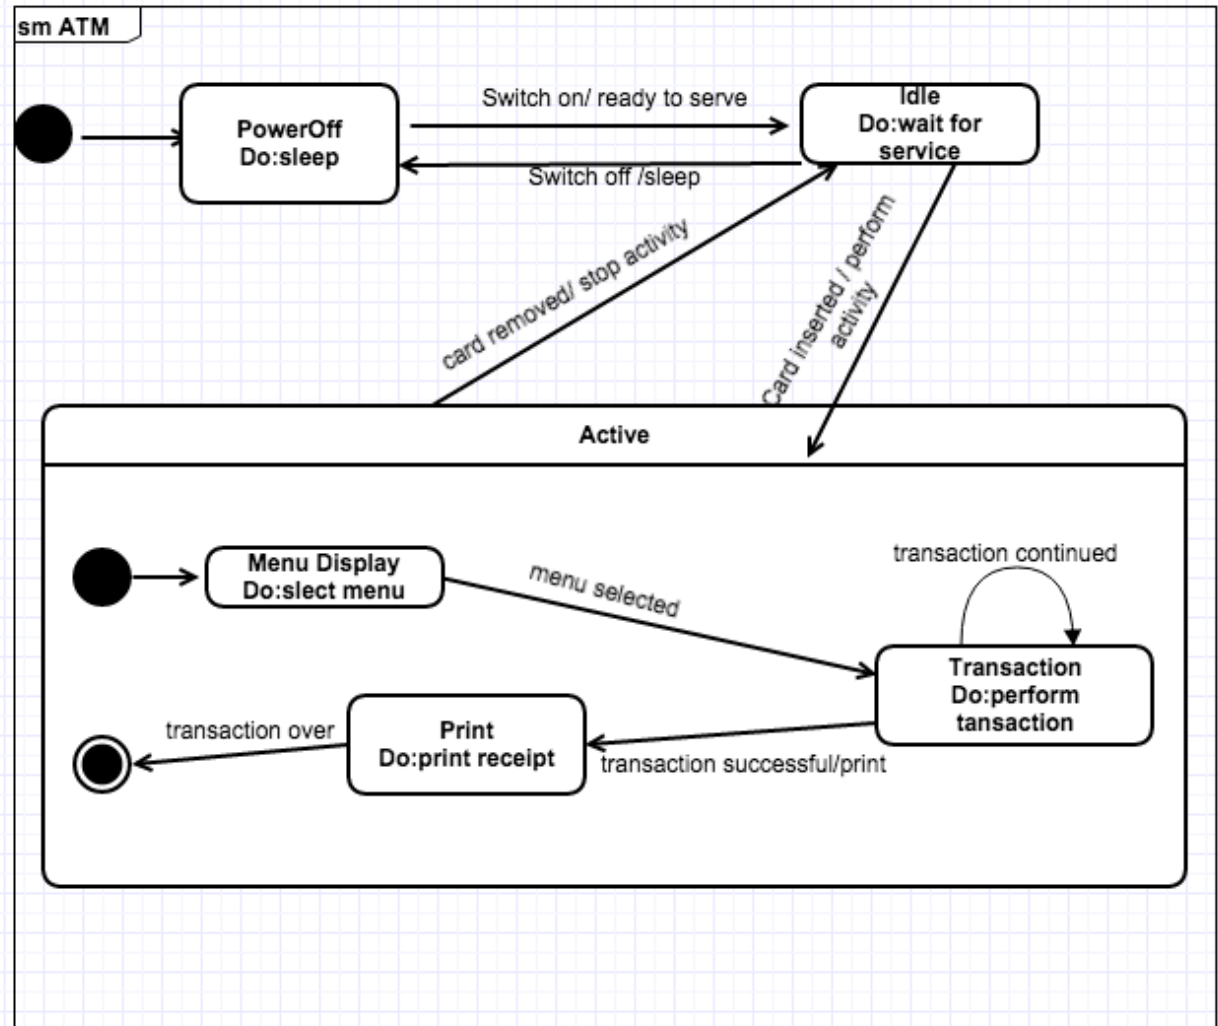 sm ATM
PowerOff
Do:sleep
Switch on/ ready to serve
Idle
Do:wait for
service
Switch off /sleep
card removed/ stop activity
Card inserted / perform
activity
Active
Menu Display
Do:slect menu
menu selected
transaction continued
Transaction
Do:perform
tansaction
transaction over
Print
Do:print receipt
transaction successful/print